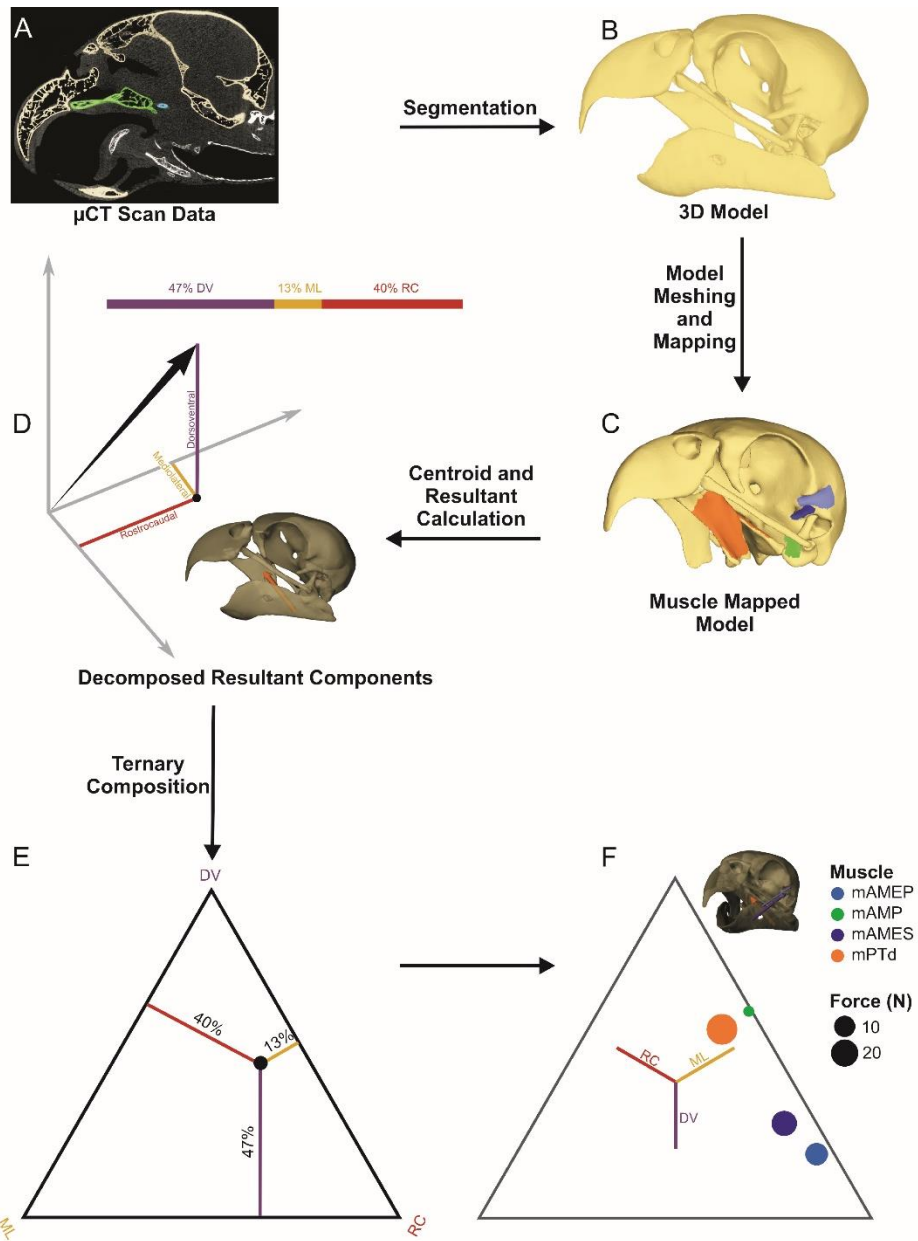 A
B
Segmentation
µCT Scan Data
3D Model
47% DV
13% ML
40% RC
Model
Meshing
and
Mapping
D
Dorsoventral
Mediolateral
Rostrocaudal
C
Centroid and
Resultant
Calculation
Muscle Mapped
Model
Decomposed Resultant Components
Ternary
Composition
E
DV
40%
13%
47%
ML
RC
F
Muscle
mAMEP
mAMP
mAMES
mPTd
Force (N)
10
20
RC
ML
DV